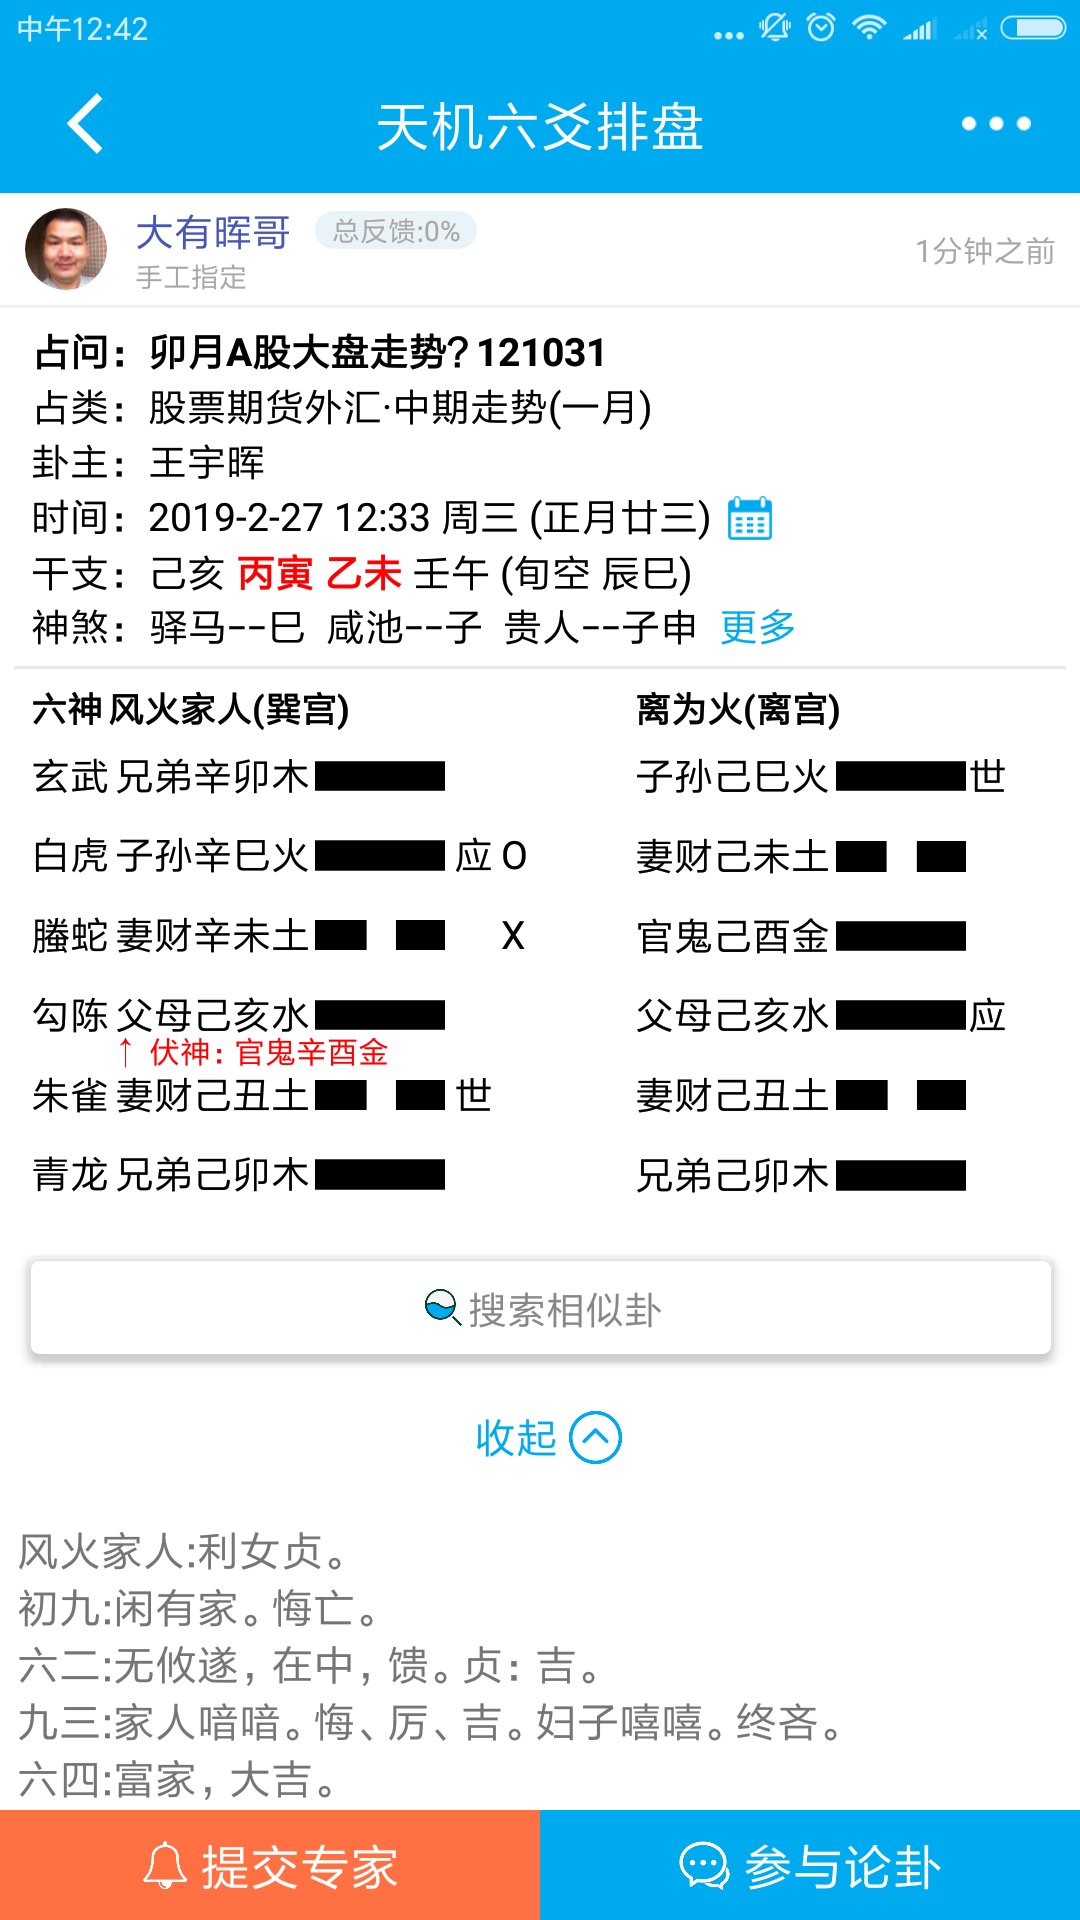 中午12:42
天机六爻排盘
大有晖哥 总反馈:0%
手工指定
1分钟之前
占问：卯月A股大盘走势? 121031
占类：股票期货外汇·中期走势(一月)
卦主：王宇晖
时间：2019-2-27 12:33 周三 (正月廿三)
干支：己亥 丙寅 乙未 壬午 (旬空 辰巳)
神煞：驿马--巳 咸池--子 贵人--子申 更多
六神 风火家人(巽宫) 离为火(离宫)
玄武 兄弟辛卯木 子孙己巳火 世
白虎 子孙辛巳火 应 O 妻财己未土
螣蛇 妻财辛未土 X 官鬼己酉金
勾陈 父母己亥水 父母己亥水 应
↑ 伏神：官鬼辛酉金
朱雀 妻财己丑土 世 妻财己丑土
青龙 兄弟己卯木 兄弟己卯木
搜索相似卦
收起
风火家人:利女贞。
初九:闲有家。悔亡。
六二:无攸遂，在中，馈。贞：吉。
九三:家人喑喑。悔、厉、吉。妇子嘻嘻。终吝。
六四:富家，大吉。
提交专家 参与论卦